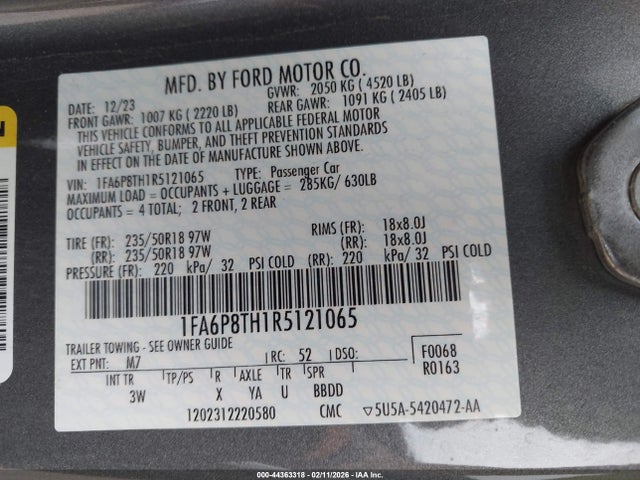 MFD. BY FORD MOTOR CO.
DATE: 12/23 GVWR: 2050 KG ( 4520 LB)
FRONT GAWR: 1007 KG ( 2220 LB) REAR GAWR: 1091 KG ( 2405 LB)
THIS VEHICLE CONFORMS TO ALL APPLICABLE FEDERAL MOTOR
VEHICLE SAFETY, BUMPER, AND THEFT PREVENTION STANDARDS
IN EFFECT ON THE DATE OF MANUFACTURE SHOWN ABOVE.
VIN: 1FA6P8TH1R5121065 TYPE: Passenger Car
MAXIMUM LOAD = OCCUPANTS + LUGGAGE = 285KG/ 630LB
OCCUPANTS = 4 TOTAL; 2 FRONT, 2 REAR
TIRE (FR): 235/50R18 97W RIMS (FR): 18x8.0J
(RR): 235/50R18 97W (RR): 18x8.0J
PRESSURE (FR): 220 kPa/ 32 PSI COLD (RR): 220 kPa/ 32 PSI COLD
1FA6P8TH1R5121065
TRAILER TOWING - SEE OWNER GUIDE
EXT PNT: M7 RC: 52 DSO: F0068
INT TR TP/PS R AXLE TR SPR R0163
3W X YA U BBDD
1202312220580 CMC ▽5U5A-5420472-AA
000-44363318 - 02/11/2026 - IAA Inc.